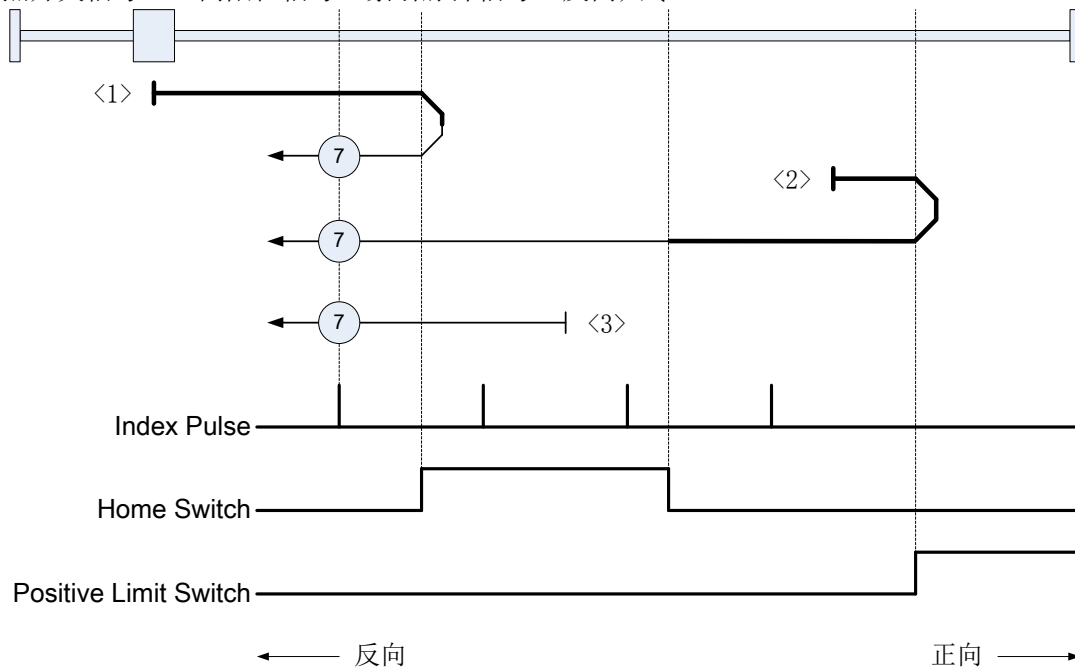 <1>
7
<2>
7
7
<3>
Index Pulse
Home Switch
Positive Limit Switch
反向
正向